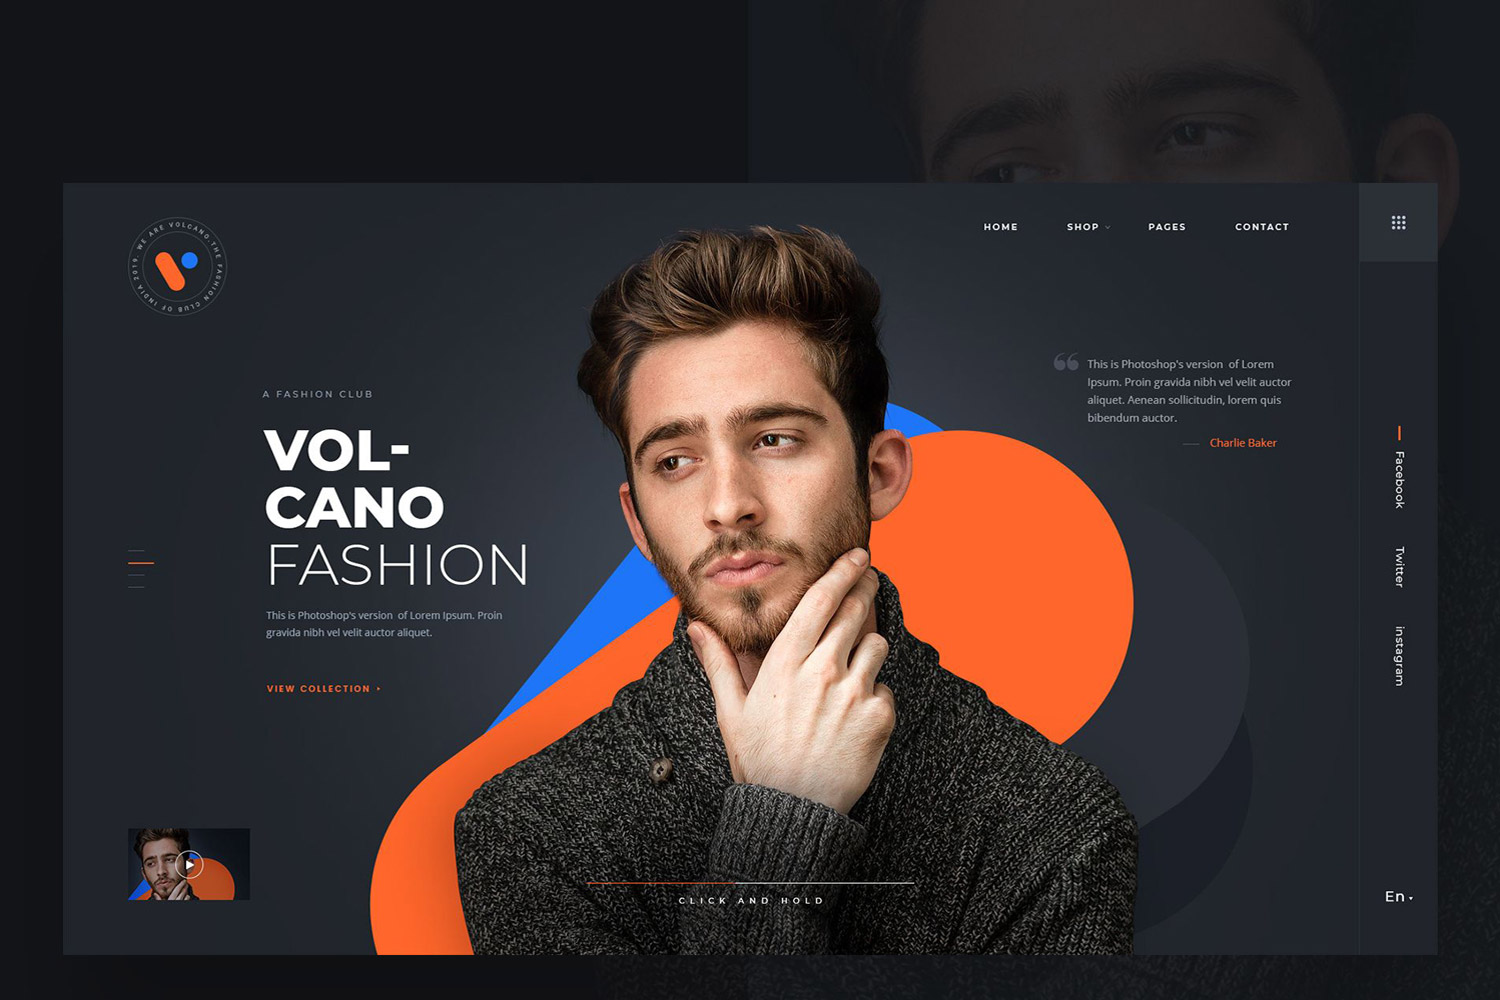 WE ARE VOLCANO.THE FASHION CLUB OF INDIA 2019.
HOME
SHOP
PAGES
CONTACT
This is Photoshop's version of Lorem
Ipsum. Proin gravida nibh vel velit auctor
aliquet. Aenean sollicitudin, lorem quis
bibendum auctor.
Charlie Baker
A FASHION CLUB
VOL-
CANO
FASHION
This is Photoshop's version of Lorem Ipsum. Proin
gravida nibh vel velit auctor aliquet.
VIEW COLLECTION
Facebook
Twitter
instagram
CLICK AND HOLD
En